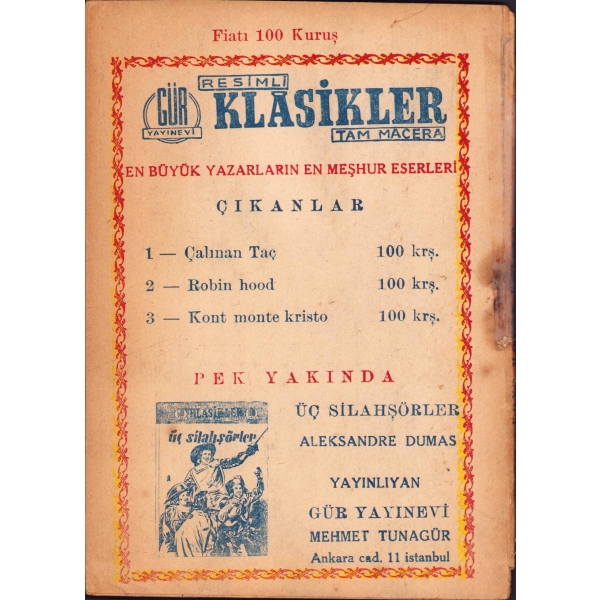 Fiatı 100 Kuruş
GÜR
YAYINEVİ
RESİMLİ
KLASİKLER
TAM MACERA
EN BÜYÜK YAZARLARIN EN MEŞHUR ESERLERİ
ÇIKANLAR
1 — Çalınan Taç 100 krş.
2 — Robin hood 100 krş.
3 — Kont monte kristo 100 krş.
PEK YAKINDA
üç silahşörler
ÜÇ SİLAHŞÖRLER
ALEKSANDRE DUMAS
YAYINLIYAN
GÜR YAYINEVİ
MEHMET TUNAGÜR
Ankara cad. 11 istanbul